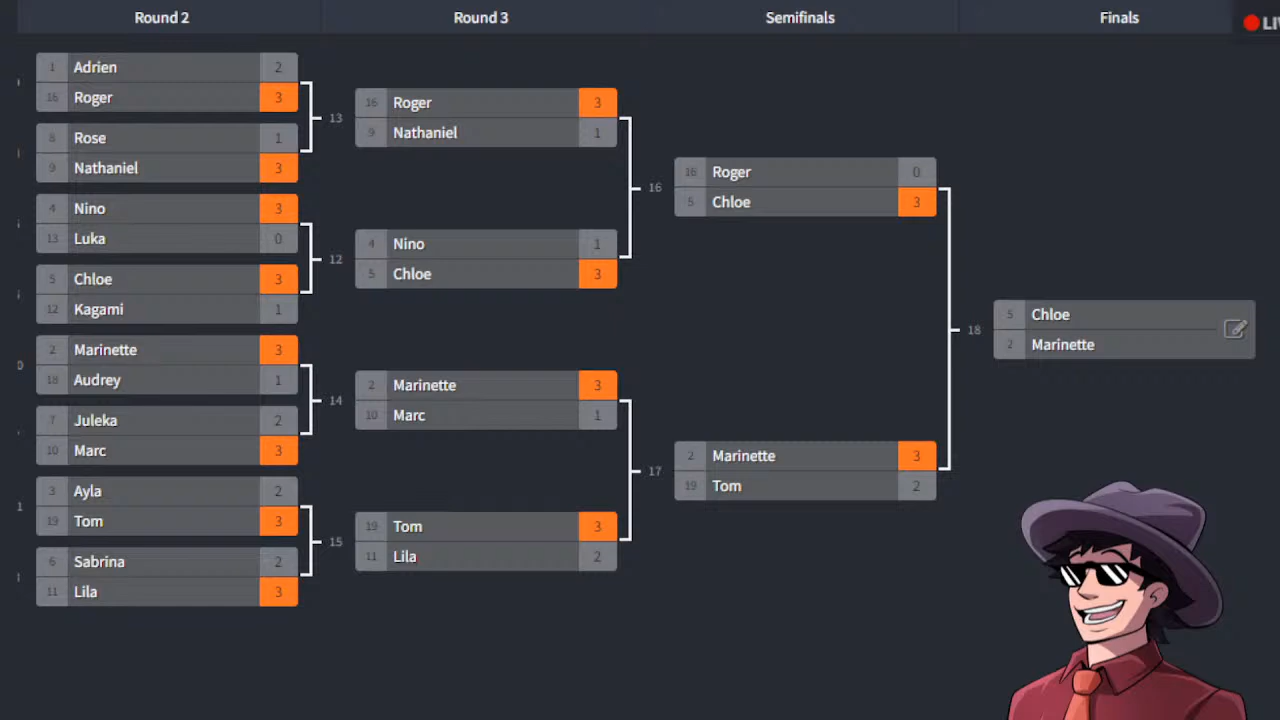 Round 2
Round 3
Semifinals
Finals
LIV
1 Adrien 2
16 Roger 3
8 Rose 1
9 Nathaniel 3
4 Nino 3
13 Luka 0
5 Chloe 3
12 Kagami 1
2 Marinette 3
18 Audrey 1
7 Juleka 2
10 Marc 3
3 Ayla 2
19 Tom 3
6 Sabrina 2
11 Lila 3
13
12
14
15
16 Roger 3
9 Nathaniel 1
4 Nino 1
5 Chloe 3
2 Marinette 3
10 Marc 1
19 Tom 3
11 Lila 2
16
17
16 Roger 0
5 Chloe 3
2 Marinette 3
19 Tom 2
18
5 Chloe
2 Marinette